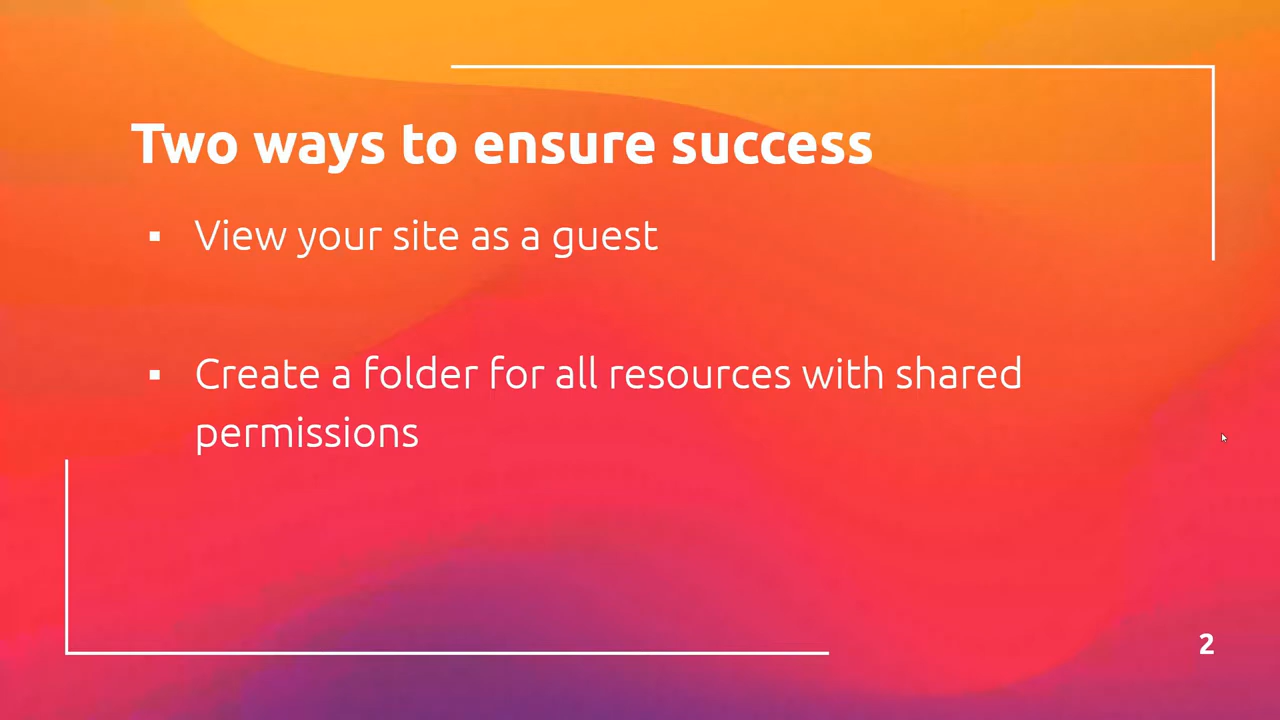 Two ways to ensure success
▪ View your site as a guest
▪ Create a folder for all resources with shared
permissions
2